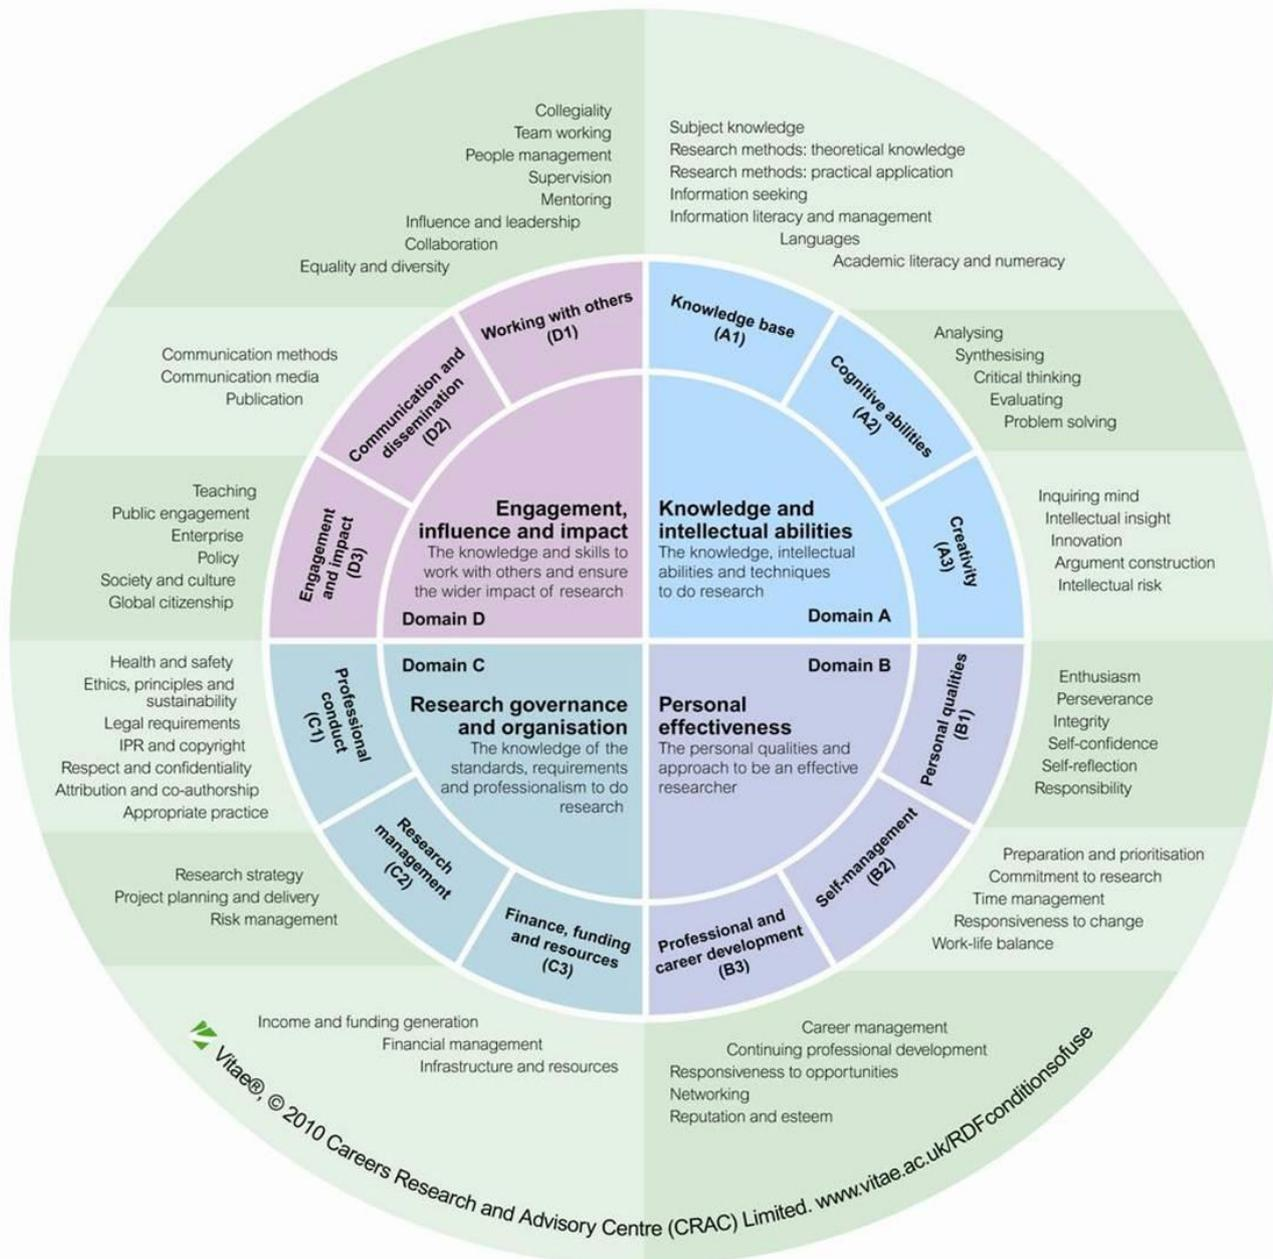 Collegiality
Team working
People management
Supervision
Mentoring
Influence and leadership
Collaboration
Equality and diversity
Subject knowledge
Research methods: theoretical knowledge
Research methods: practical application
Information seeking
Information literacy and management
Languages
Academic literacy and numeracy
Working with others
(D1)
Knowledge base
(A1)
Communication methods
Communication media
Publication
Communication and
dissemination
(D2)
Cognitive abilities
(A2)
Analysing
Synthesising
Critical thinking
Evaluating
Problem solving
Teaching
Public engagement
Enterprise
Policy
Society and culture
Global citizenship
Engagement
and impact
(D3)
Engagement,
influence and impact
The knowledge and skills to
work with others and ensure
the wider impact of research
Domain D
Knowledge and
intellectual abilities
The knowledge, intellectual
abilities and techniques
to do research
Domain A
Creativity
(A3)
Inquiring mind
Intellectual insight
Innovation
Argument construction
Intellectual risk
Health and safety
Ethics, principles and
sustainability
Legal requirements
IPR and copyright
Respect and confidentiality
Attribution and co-authorship
Appropriate practice
Professional
conduct
(C1)
Domain C
Research governance
and organisation
The knowledge of the
standards, requirements
and professionalism to do
research
Domain B
Personal
effectiveness
The personal qualities and
approach to be an effective
researcher
Personal qualities
(B1)
Enthusiasm
Perseverance
Integrity
Self-confidence
Self-reflection
Responsibility
Research strategy
Project planning and delivery
Risk management
Research
management
(C2)
Self-management
(B2)
Preparation and prioritisation
Commitment to research
Time management
Responsiveness to change
Work-life balance
Finance, funding
and resources
(C3)
Professional and
career development
(B3)
Income and funding generation
Financial management
Infrastructure and resources
Career management
Continuing professional development
Responsiveness to opportunities
Networking
Reputation and esteem
Vitae®, © 2010 Careers Research and Advisory Centre (CRAC) Limited. www.vitae.ac.uk/RDFconditionsofuse